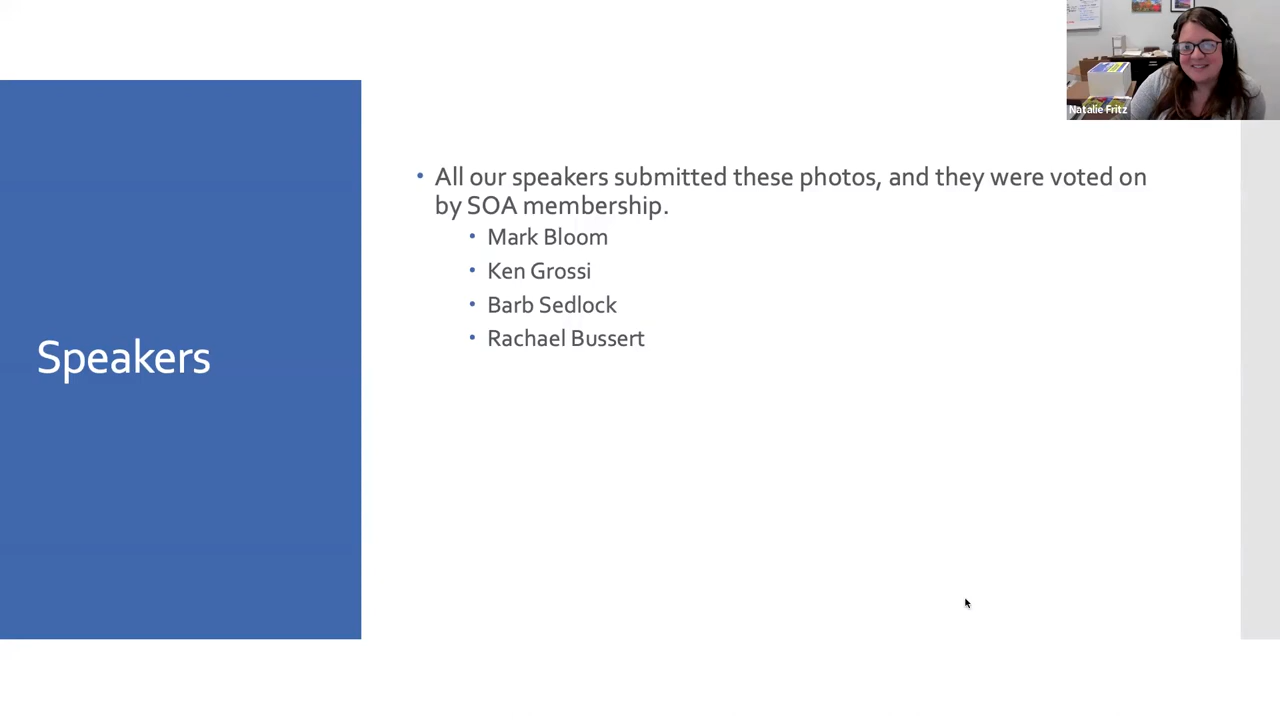 Natalie Fritz
Speakers
• All our speakers submitted these photos, and they were voted on
by SOA membership.
• Mark Bloom
• Ken Grossi
• Barb Sedlock
• Rachael Bussert